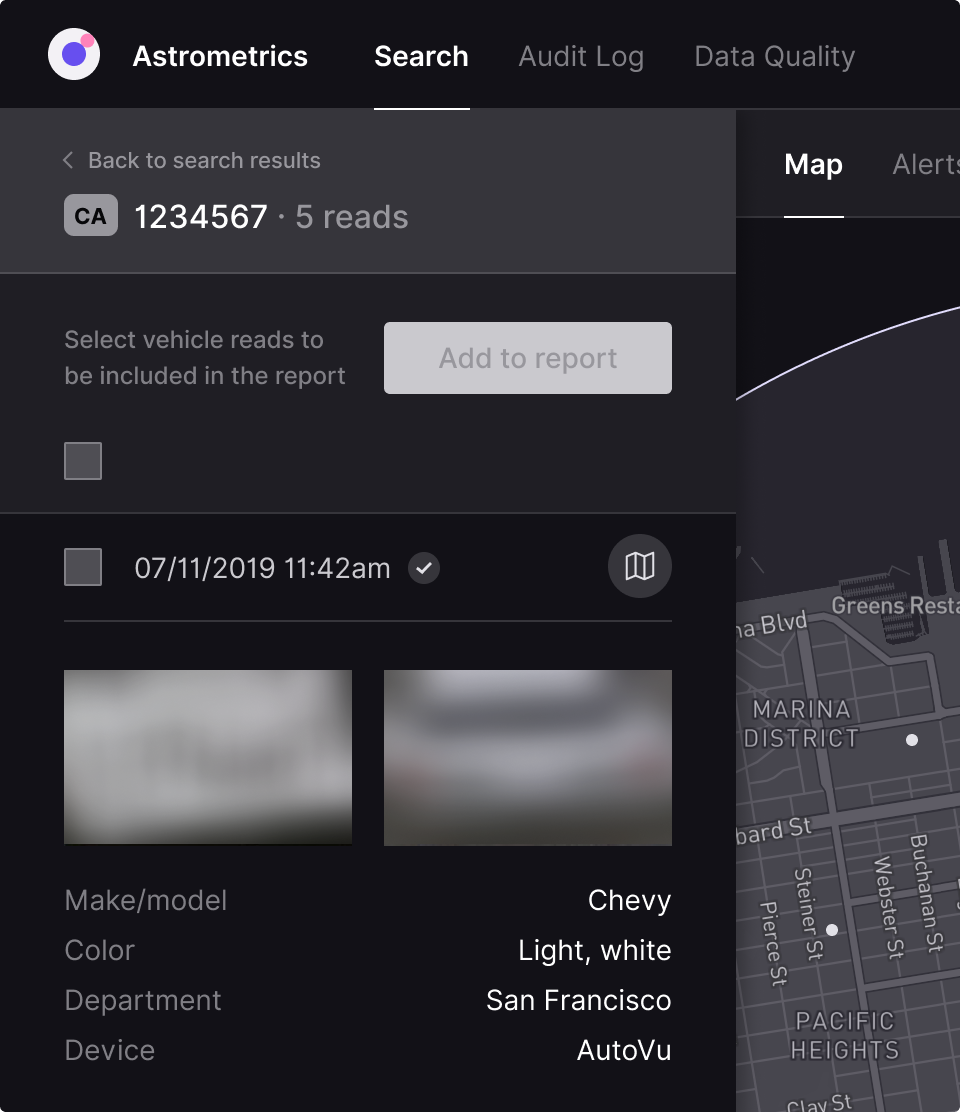 Astrometrics
Search
Audit Log
Data Quality
Back to search results
CA 1234567 · 5 reads
Select vehicle reads to
be included in the report
Add to report
07/11/2019 11:42am
Make/model Chevy
Color Light, white
Department San Francisco
Device AutoVu
Map
Alerts
Greens Resta
na Blvd
MARINA
DISTRICT
bard St
Steiner St
Pierce St
Webster St
Buchanan St
PACIFIC
HEIGHTS
Clay St